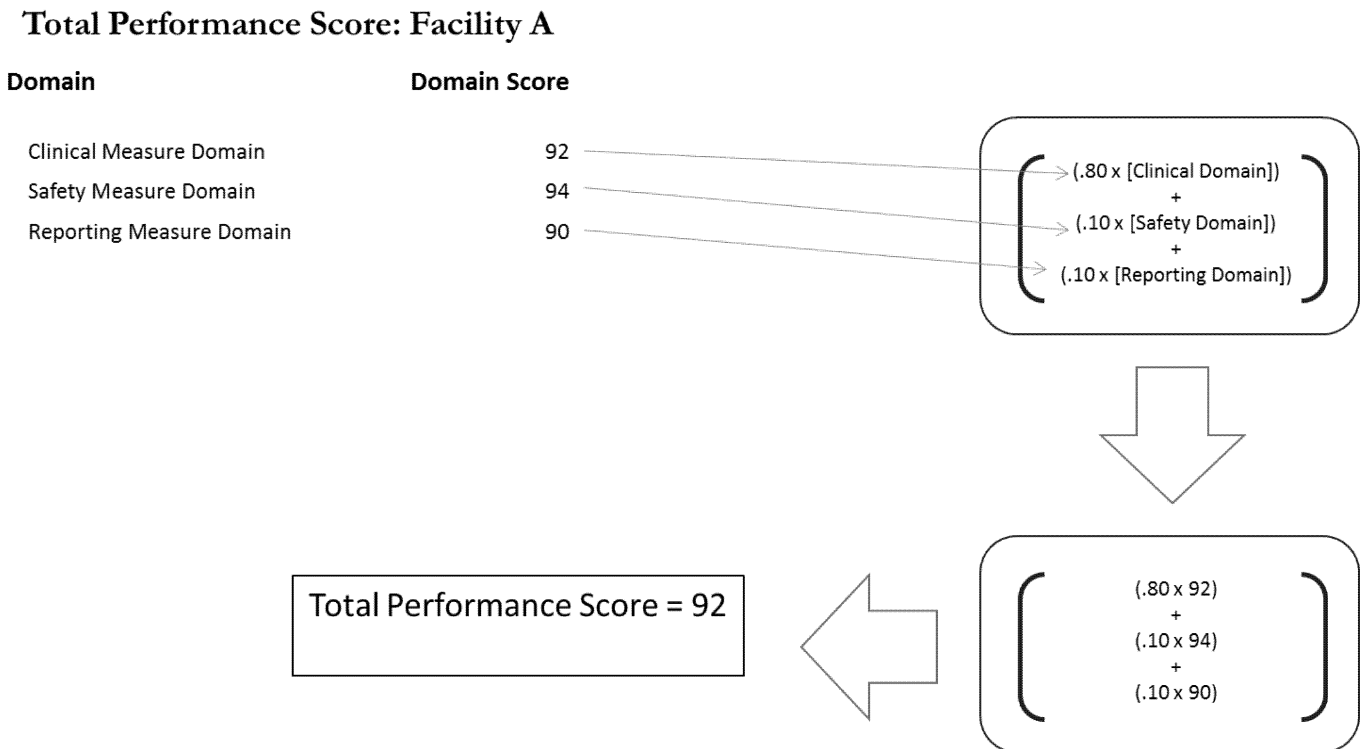 Total Performance Score: Facility A
Domain Domain Score
Clinical Measure Domain 92
Safety Measure Domain 94
Reporting Measure Domain 90
(.80 x [Clinical Domain])
+
(.10 x [Safety Domain])
+
(.10 x [Reporting Domain])
(.80 x 92)
+
(.10 x 94)
+
(.10 x 90)
Total Performance Score = 92